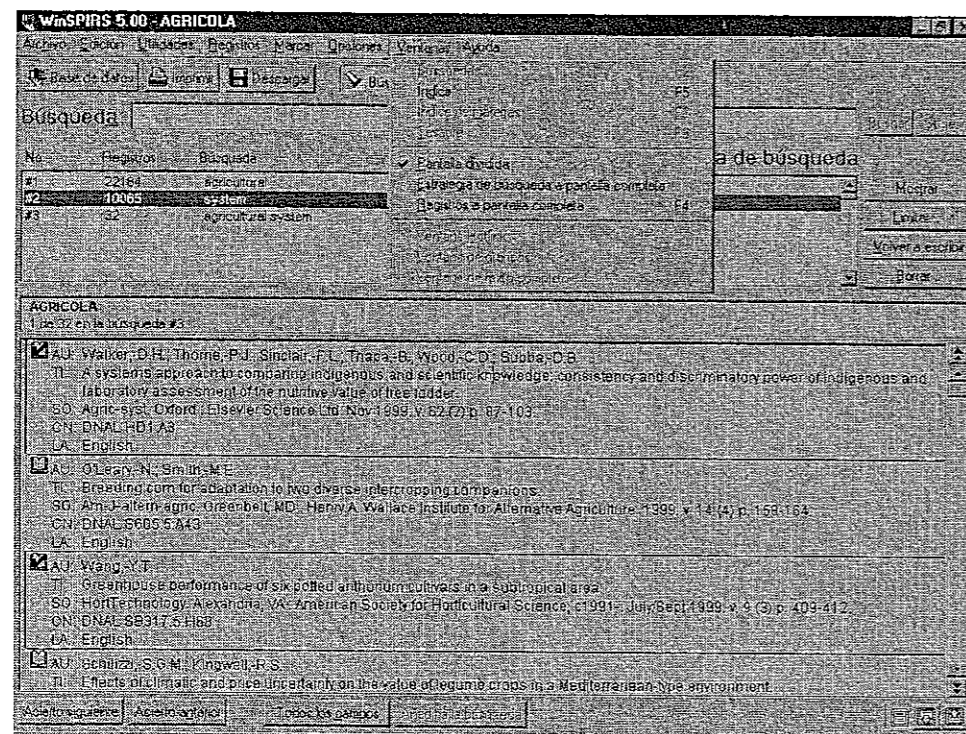 WinSPIRS 5.00 - AGRICOLA
Archivo Edición Utilidades Registros Marcar Opciones Ventanas Ayuda
Base de datos Imprimir Descargar
Búsqueda
Índice F5
Pantalla dividida
Estrategia de búsqueda a pantalla completa
Registros a pantalla completa F4
a de búsqueda
No. Registros Búsqueda
#1 22184 agricultural
#2 10065 system
#3 32 agricultural system
Mostrar
Volver a escribir
Borrar
AGRICOLA
1 de 32 en la búsqueda #3
AU: Walker,-D.H.; Thorne,-P.J.; Sinclair,-F.L.; Thapa,-B.; Wood,-C.D.; Subba,-D.B.
TI: A systems approach to comparing indigenous and scientific knowledge: consistency and discriminatory power of indigenous and
laboratory assessment of the nutritive value of tree fodder.
SO: Agric-syst. Oxford : Elsevier Science Ltd. Nov 1999. v. 62 (2) p. 87-103.
CN: DNAL HD1.A3
LA: English
AU: O'Leary,-N.; Smith,-M.E.
TI: Breeding corn for adaptation to two diverse intercropping companions.
SO: Am-J-altern-agric. Greenbelt, MD : Henry A. Wallace Institute for Alternative Agriculture. 1999. v. 14 (4) p. 158-164.
CN: DNAL S605.5.A43
LA: English
AU: Wang,-Y.T.
TI: Greenhouse performance of six potted anthurium cultivars in a subtropical area.
SO: HortTechnology. Alexandria, VA : American Society for Horticultural Science, c1991-. July/Sept 1999. v. 9 (3) p. 409-412.
CN: DNAL SB317.5.H68
LA: English
AU: Schilizzi,-S.G.M.; Kingwell,-R.S.
TI: Effects of climatic and price uncertainty on the value of legume crops in a Mediterranean-type environment.
Acierto siguiente Acierto anterior Todos los campos